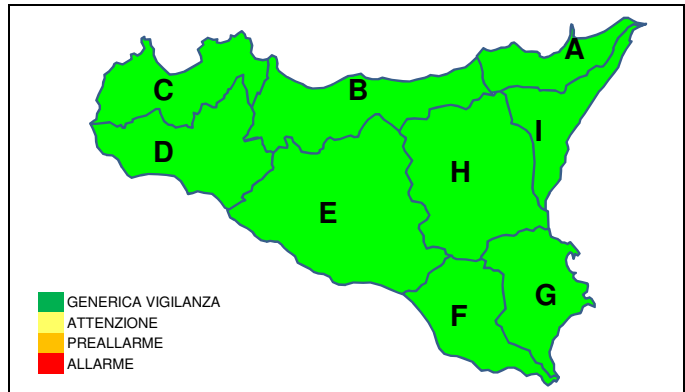 A
B
C
I
D
H
E
G
F
GENERICA VIGILANZA
ATTENZIONE
PREALLARME
ALLARME